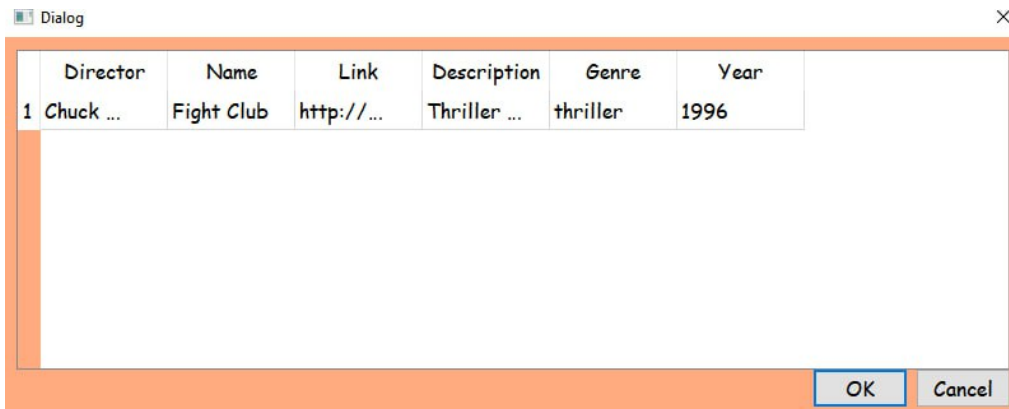 Dialog
Director Name Link Description Genre Year
1 Chuck ... Fight Club http://... Thriller ... thriller 1996
OK Cancel